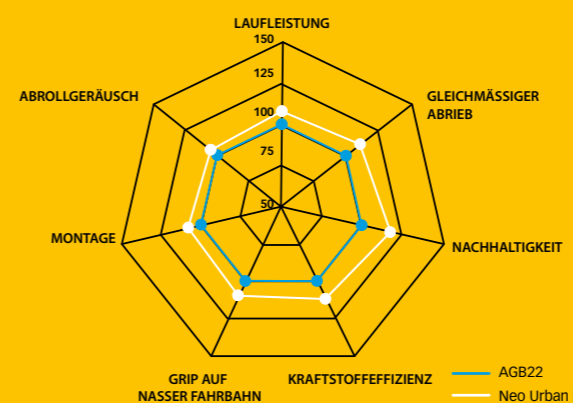 LAUFLEISTUNG
150
125
100
75
50
GLEICHMÄSSIGER
ABRIEB
NACHHALTIGKEIT
KRAFTSTOFFEFFIZIENZ
GRIP AUF
NASSER FAHRBAHN
MONTAGE
ABROLLGERÄUSCH
AGB22
Neo Urban